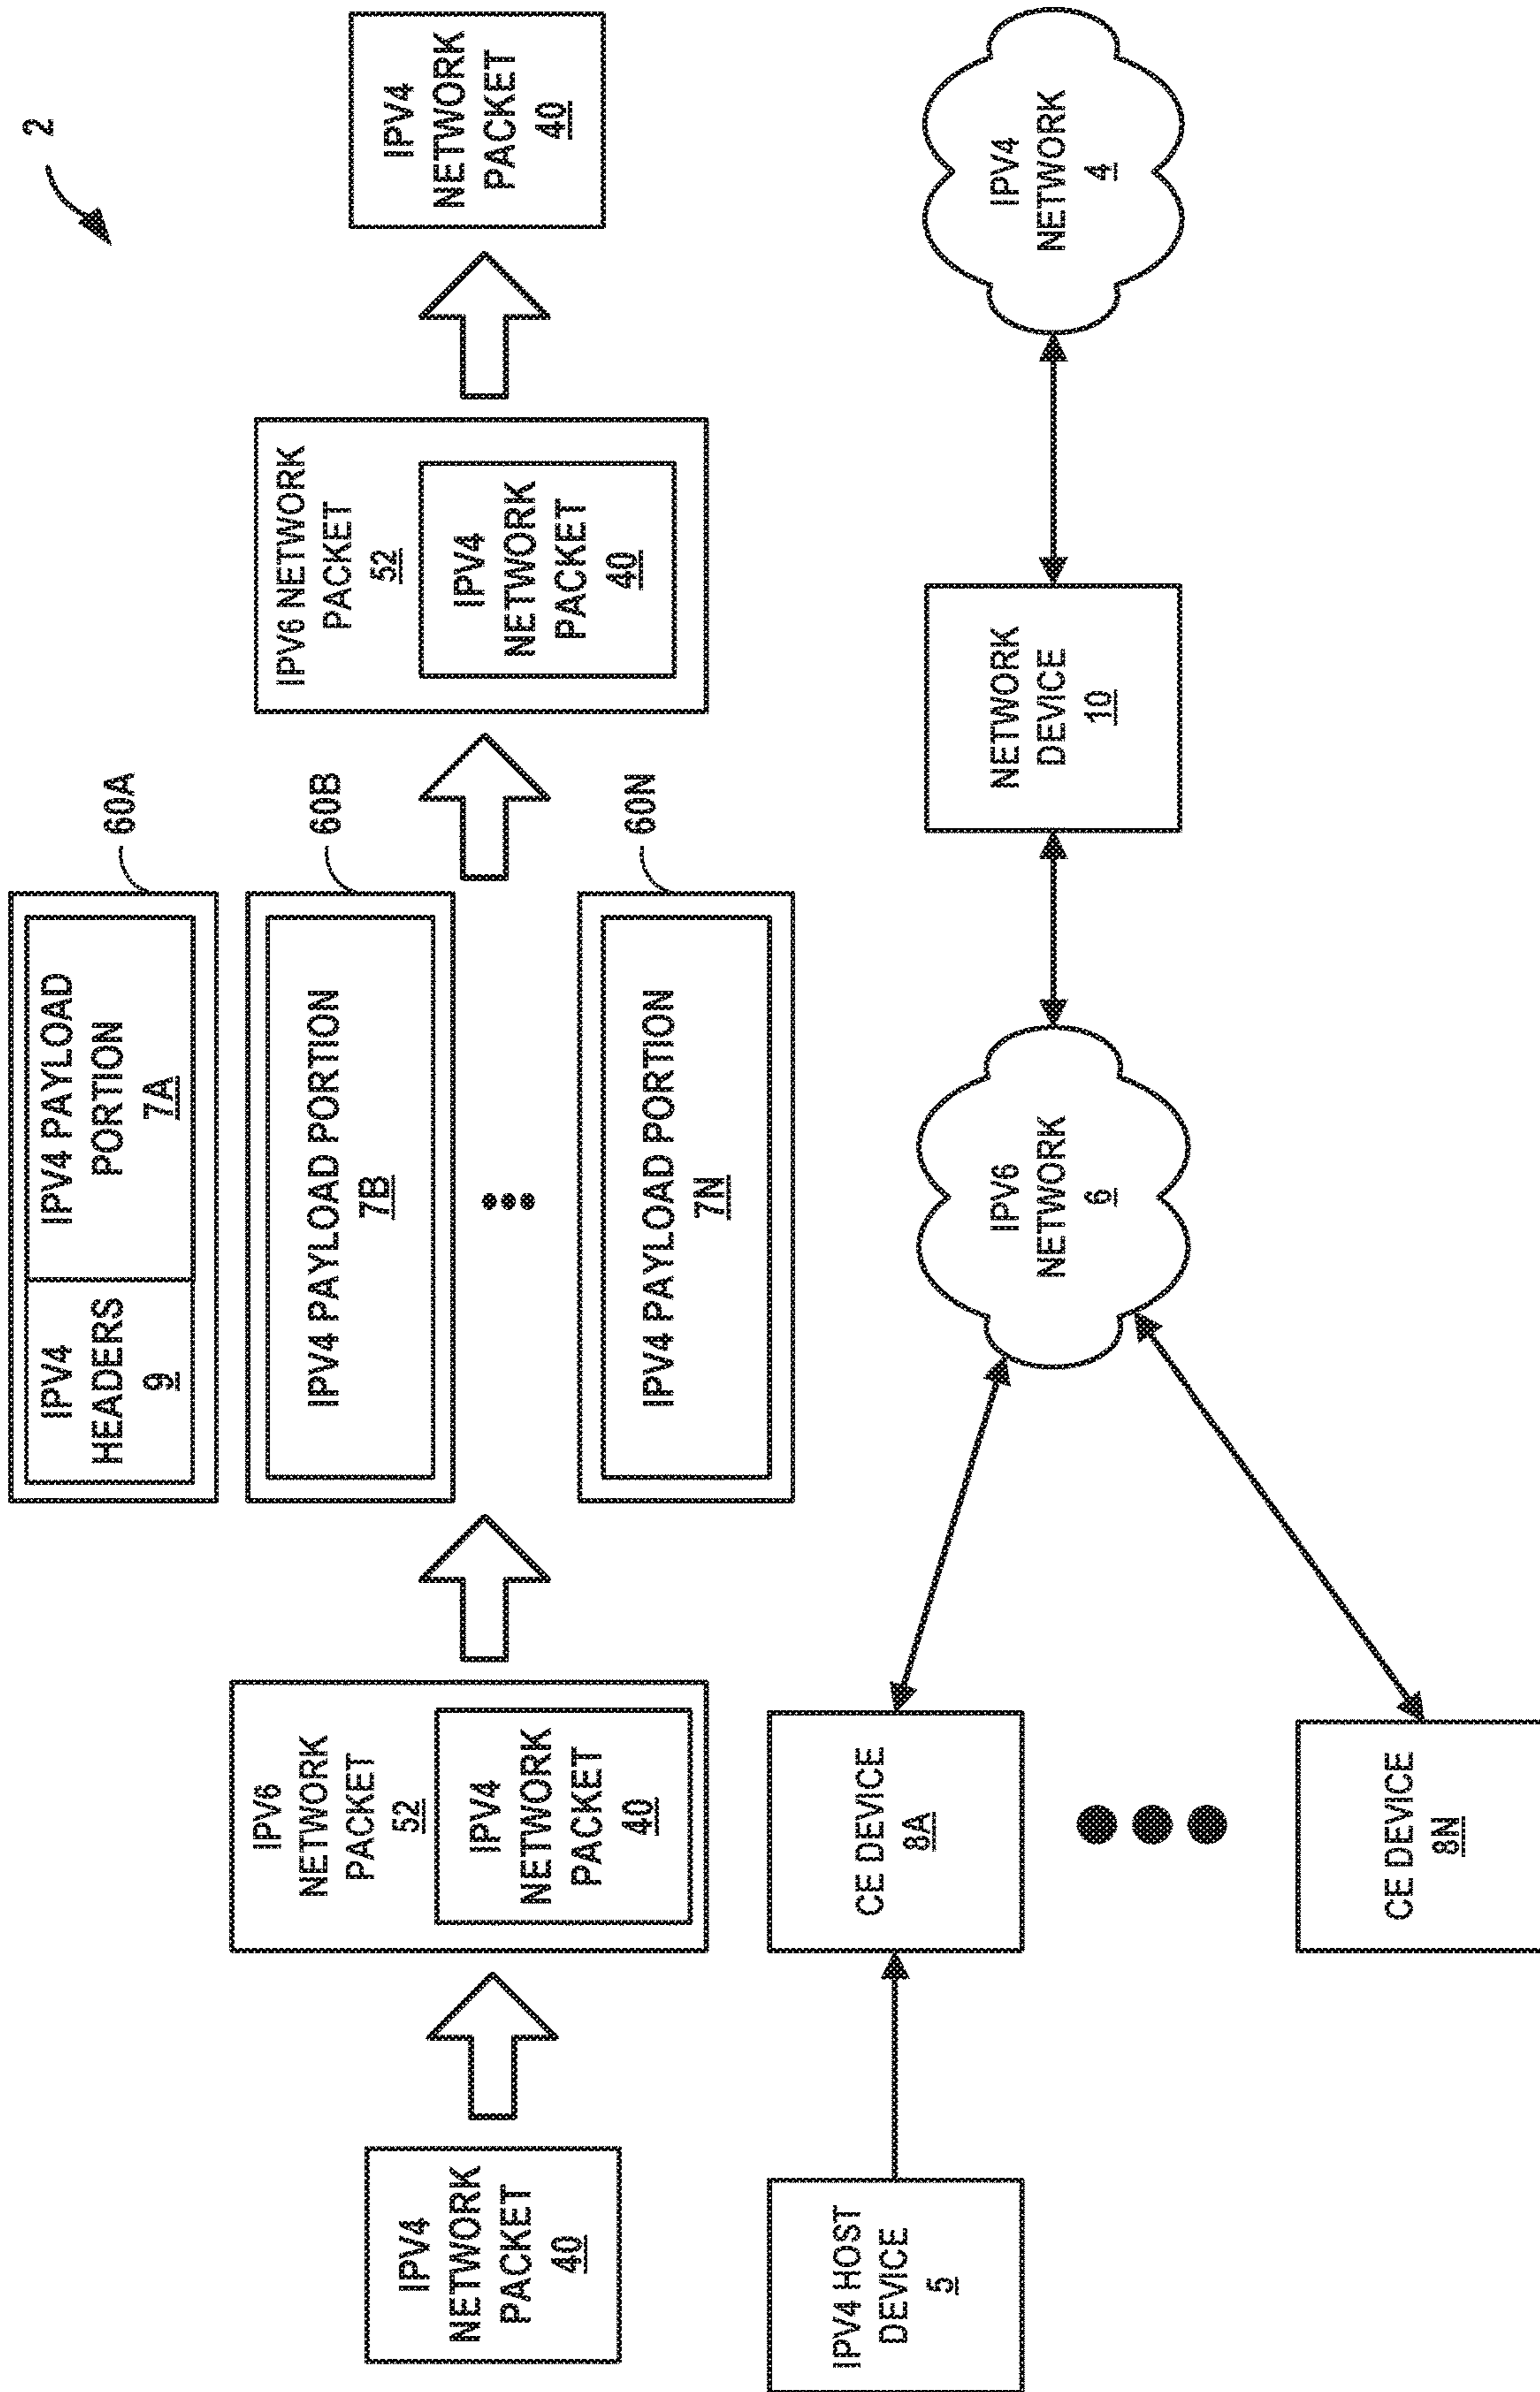 2
IPV4
NETWORK
PACKET
40
IPV6
NETWORK
PACKET
52
IPV4
NETWORK
PACKET
40
IPV4
HEADERS
9
IPV4 PAYLOAD
PORTION
7A
60A
IPV4 PAYLOAD PORTION
7B
60B
IPV4 PAYLOAD PORTION
7N
60N
IPV6 NETWORK
PACKET
52
IPV4
NETWORK
PACKET
40
IPV4
NETWORK
PACKET
40
IPV4 HOST
DEVICE
5
CE DEVICE
8A
CE DEVICE
8N
IPV6
NETWORK
6
NETWORK
DEVICE
10
IPV4
NETWORK
4